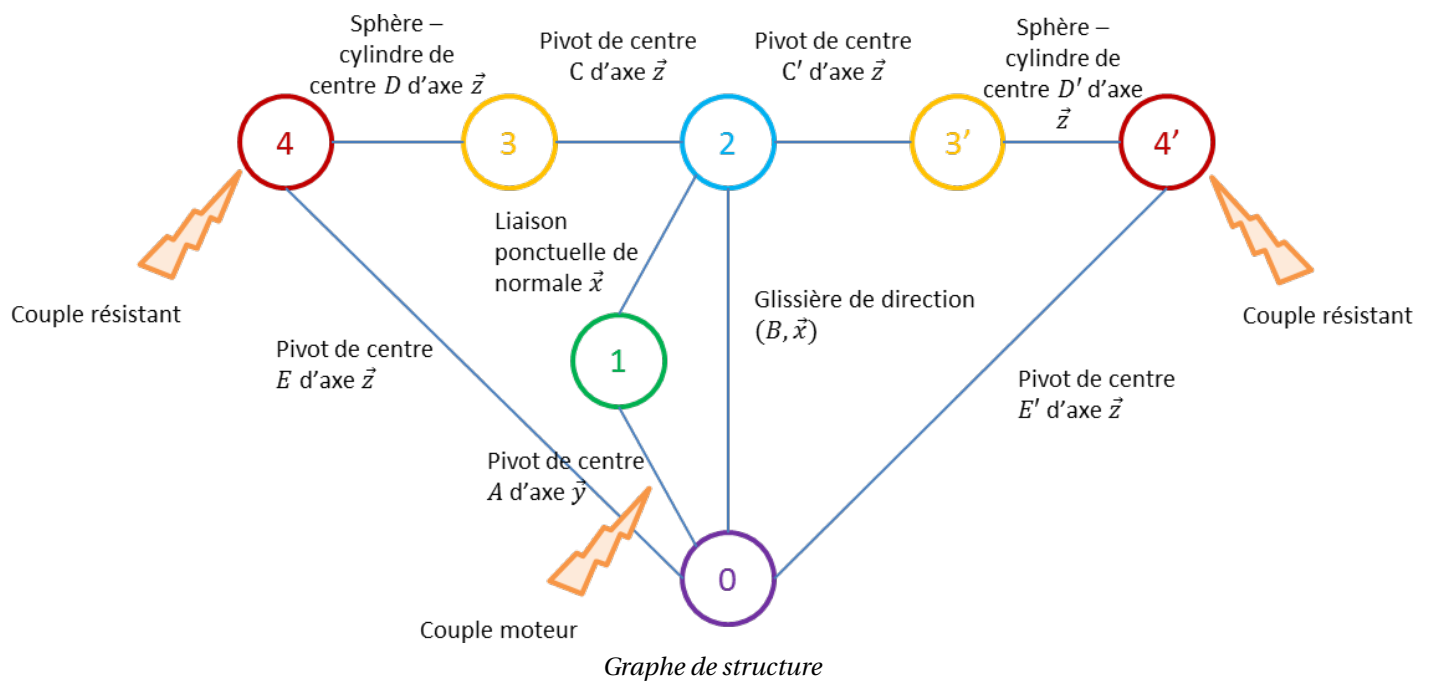 Sphère –
cylindre de
centre D d'axe z⃗
Pivot de centre
C d'axe z⃗
Pivot de centre
C′ d'axe z⃗
Sphère –
cylindre de
centre D′ d'axe
z⃗
4
3
2
3'
4'
Liaison
ponctuelle de
normale x⃗
Glissière de direction
(B, x⃗)
Couple résistant
Couple résistant
Pivot de centre
E d'axe z⃗
1
Pivot de centre
E′ d'axe z⃗
Pivot de centre
A d'axe y⃗
0
Couple moteur
Graphe de structure